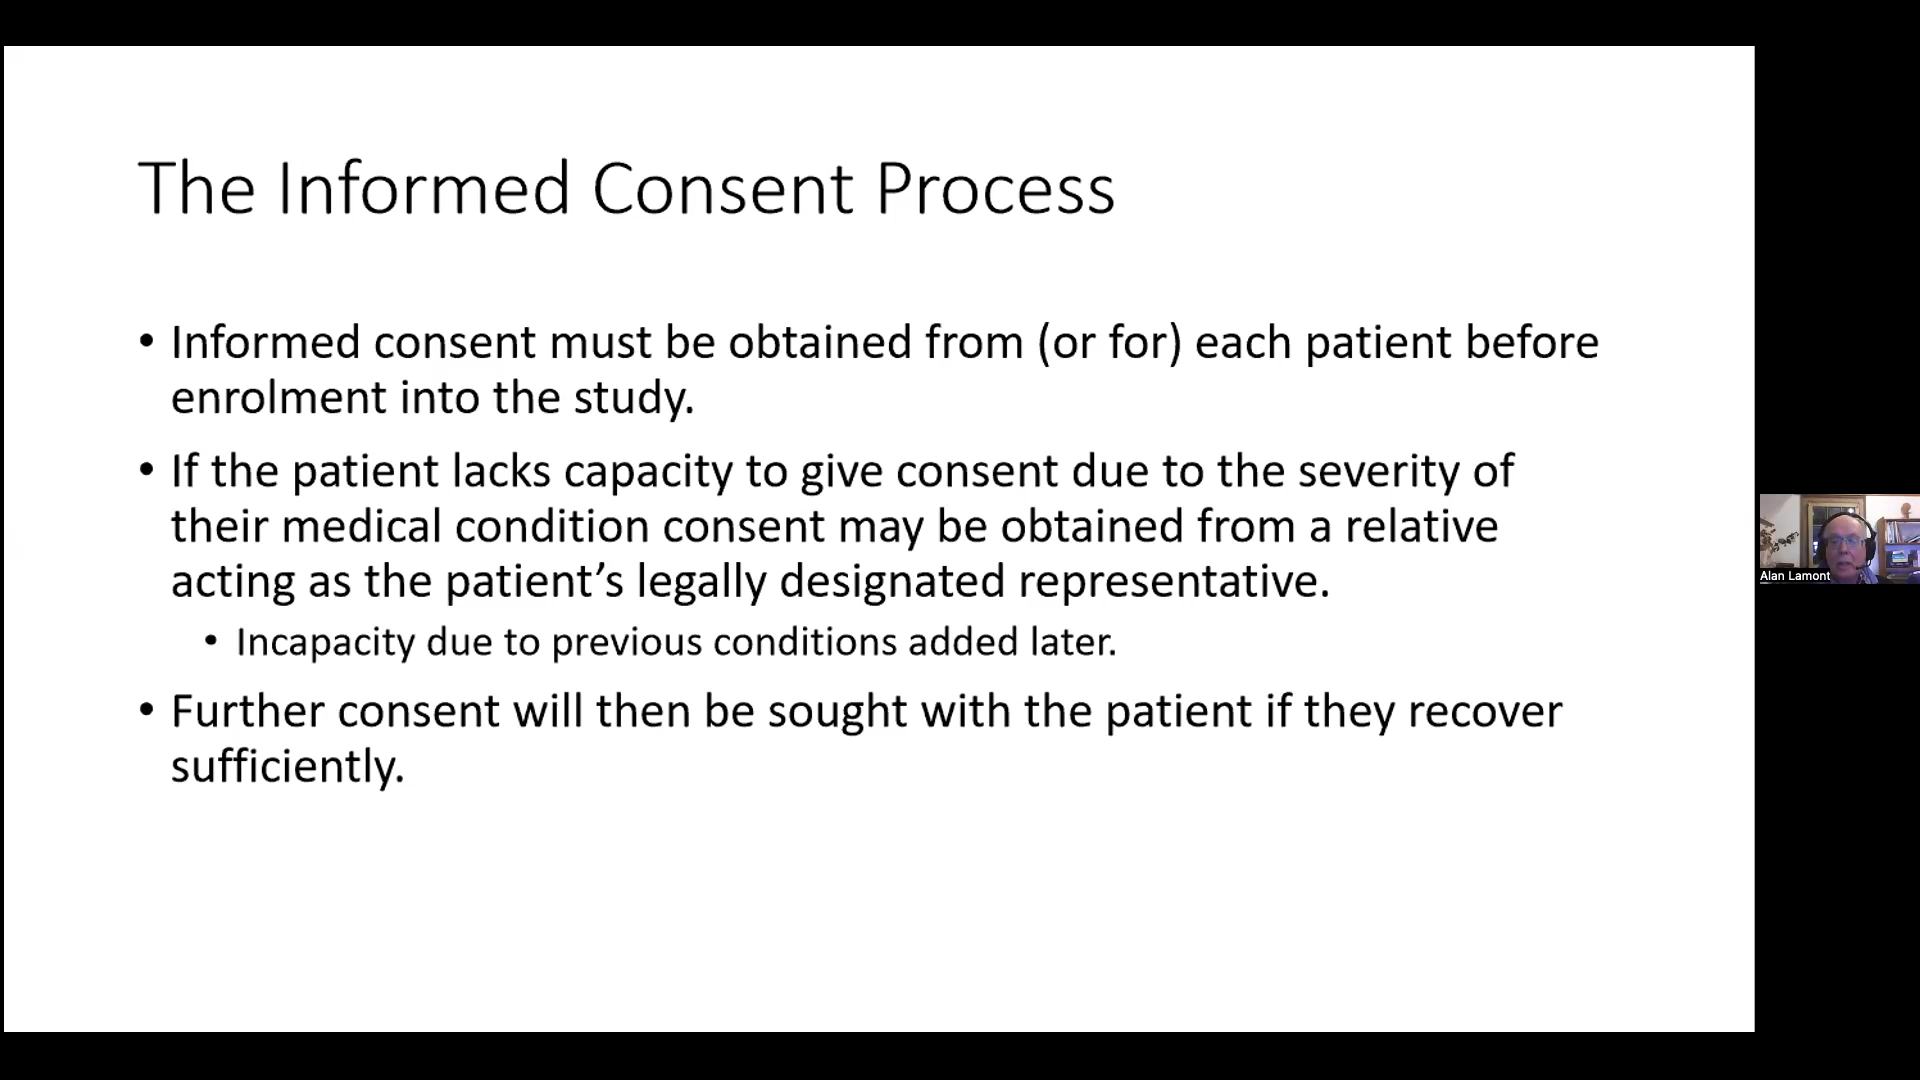 The Informed Consent Process
• Informed consent must be obtained from (or for) each patient before
enrolment into the study.
• If the patient lacks capacity to give consent due to the severity of
their medical condition consent may be obtained from a relative
acting as the patient’s legally designated representative.
• Incapacity due to previous conditions added later.
• Further consent will then be sought with the patient if they recover
sufficiently.
Alan Lamont